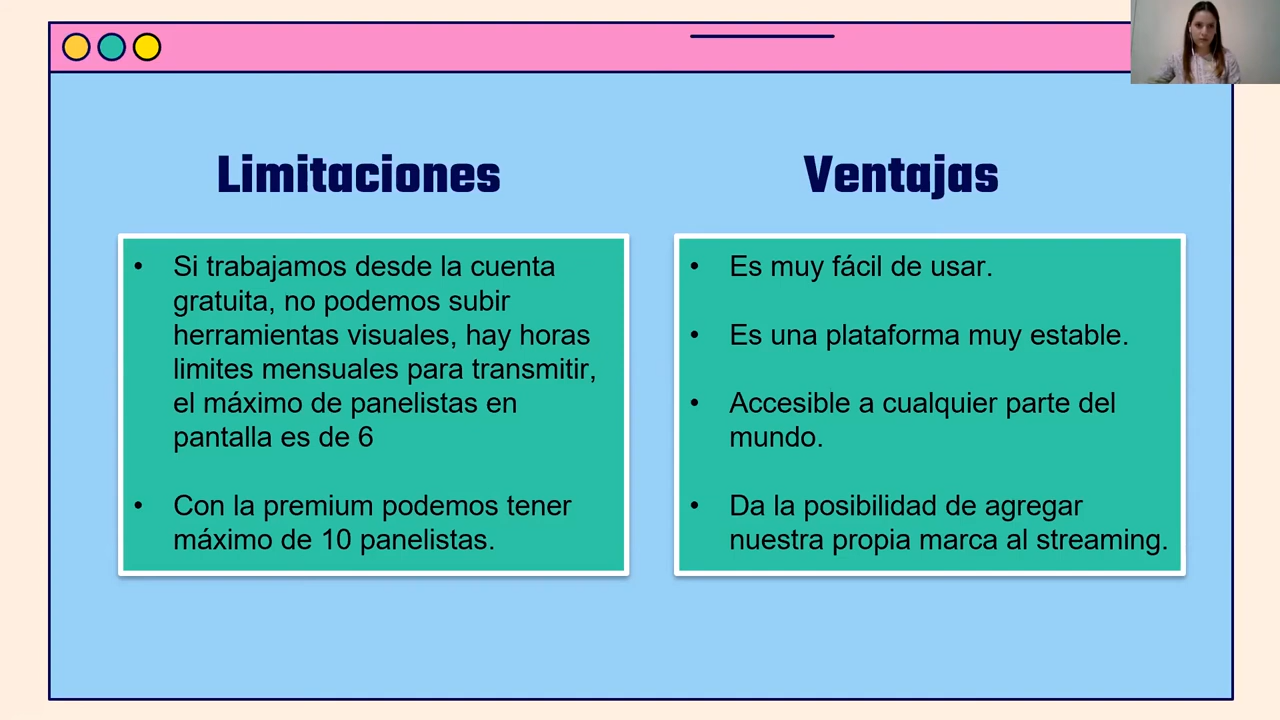 Limitaciones
• Si trabajamos desde la cuenta
gratuita, no podemos subir
herramientas visuales, hay horas
limites mensuales para transmitir,
el máximo de panelistas en
pantalla es de 6
• Con la premium podemos tener
máximo de 10 panelistas.
Ventajas
• Es muy fácil de usar.
• Es una plataforma muy estable.
• Accesible a cualquier parte del
mundo.
• Da la posibilidad de agregar
nuestra propia marca al streaming.